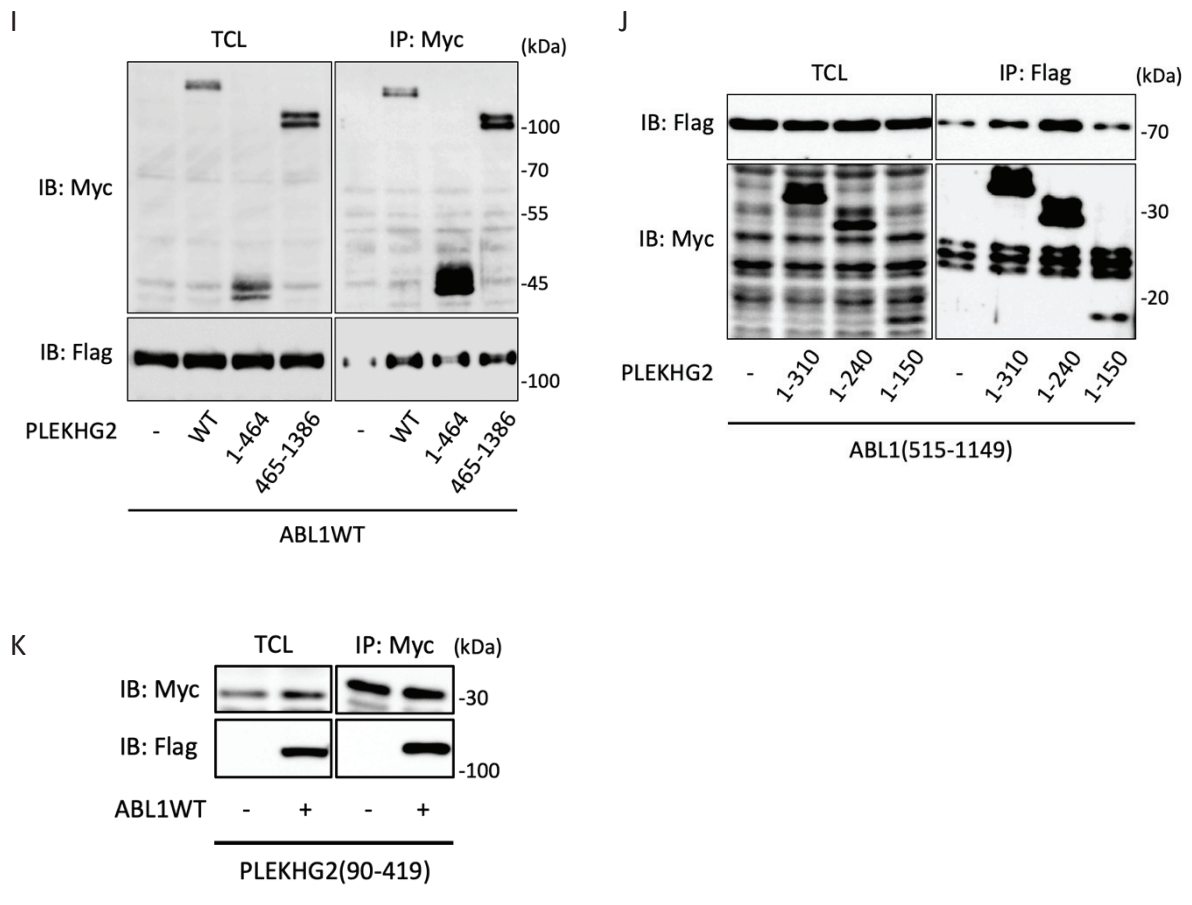 I
TCL IP: Myc (kDa)
IB: Myc
-100
-70
-55
-45
IB: Flag
-100
PLEKHG2 - WT 1-464 465-1386 - WT 1-464 465-1386
ABL1WT
J
TCL IP: Flag (kDa)
IB: Flag -70
IB: Myc
-30
-20
PLEKHG2 - 1-310 1-240 1-150 - 1-310 1-240 1-150
ABL1(515-1149)
K
TCL IP: Myc (kDa)
IB: Myc -30
IB: Flag
-100
ABL1WT - + - +
PLEKHG2(90-419)